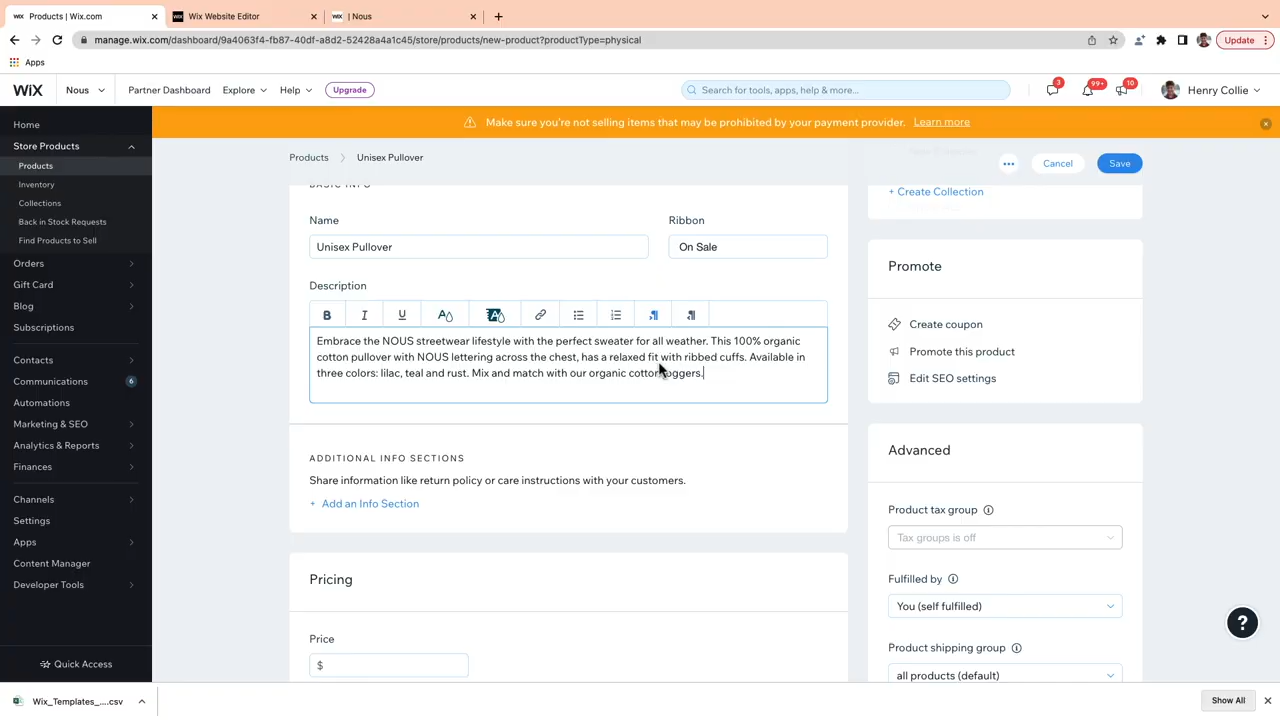 Products | Wix.com
Wix Website Editor
| Nous
manage.wix.com/dashboard/9a4063f4-fb87-40df-a8d2-52428a4a1c45/store/products/new-product?productType=physical
Update
Apps
WIX
Nous
Partner Dashboard
Explore
Help
Upgrade
Search for tools, apps, help & more...
3
99+
10
Henry Collie
Make sure you're not selling items that may be prohibited by your payment provider. Learn more
Home
Store Products
Products
Inventory
Collections
Back in Stock Requests
Find Products to Sell
Orders
Gift Card
Blog
Subscriptions
Contacts
Communications
6
Automations
Marketing & SEO
Analytics & Reports
Finances
Channels
Settings
Apps
Content Manager
Developer Tools
Quick Access
Products
Unisex Pullover
Cancel
Save
BASIC INFO
Name
Unisex Pullover
Ribbon
On Sale
Description
Embrace the NOUS streetwear lifestyle with the perfect sweater for all weather. This 100% organic
cotton pullover with NOUS lettering across the chest, has a relaxed fit with ribbed cuffs. Available in
three colors: lilac, teal and rust. Mix and match with our organic cotton joggers.
ADDITIONAL INFO SECTIONS
Share information like return policy or care instructions with your customers.
+ Add an Info Section
Pricing
Price
$
+ Create Collection
Promote
Create coupon
Promote this product
Edit SEO settings
Advanced
Product tax group
Tax groups is off
Fulfilled by
You (self fulfilled)
Product shipping group
all products (default)
?
Wix_Templates_....csv
Show All